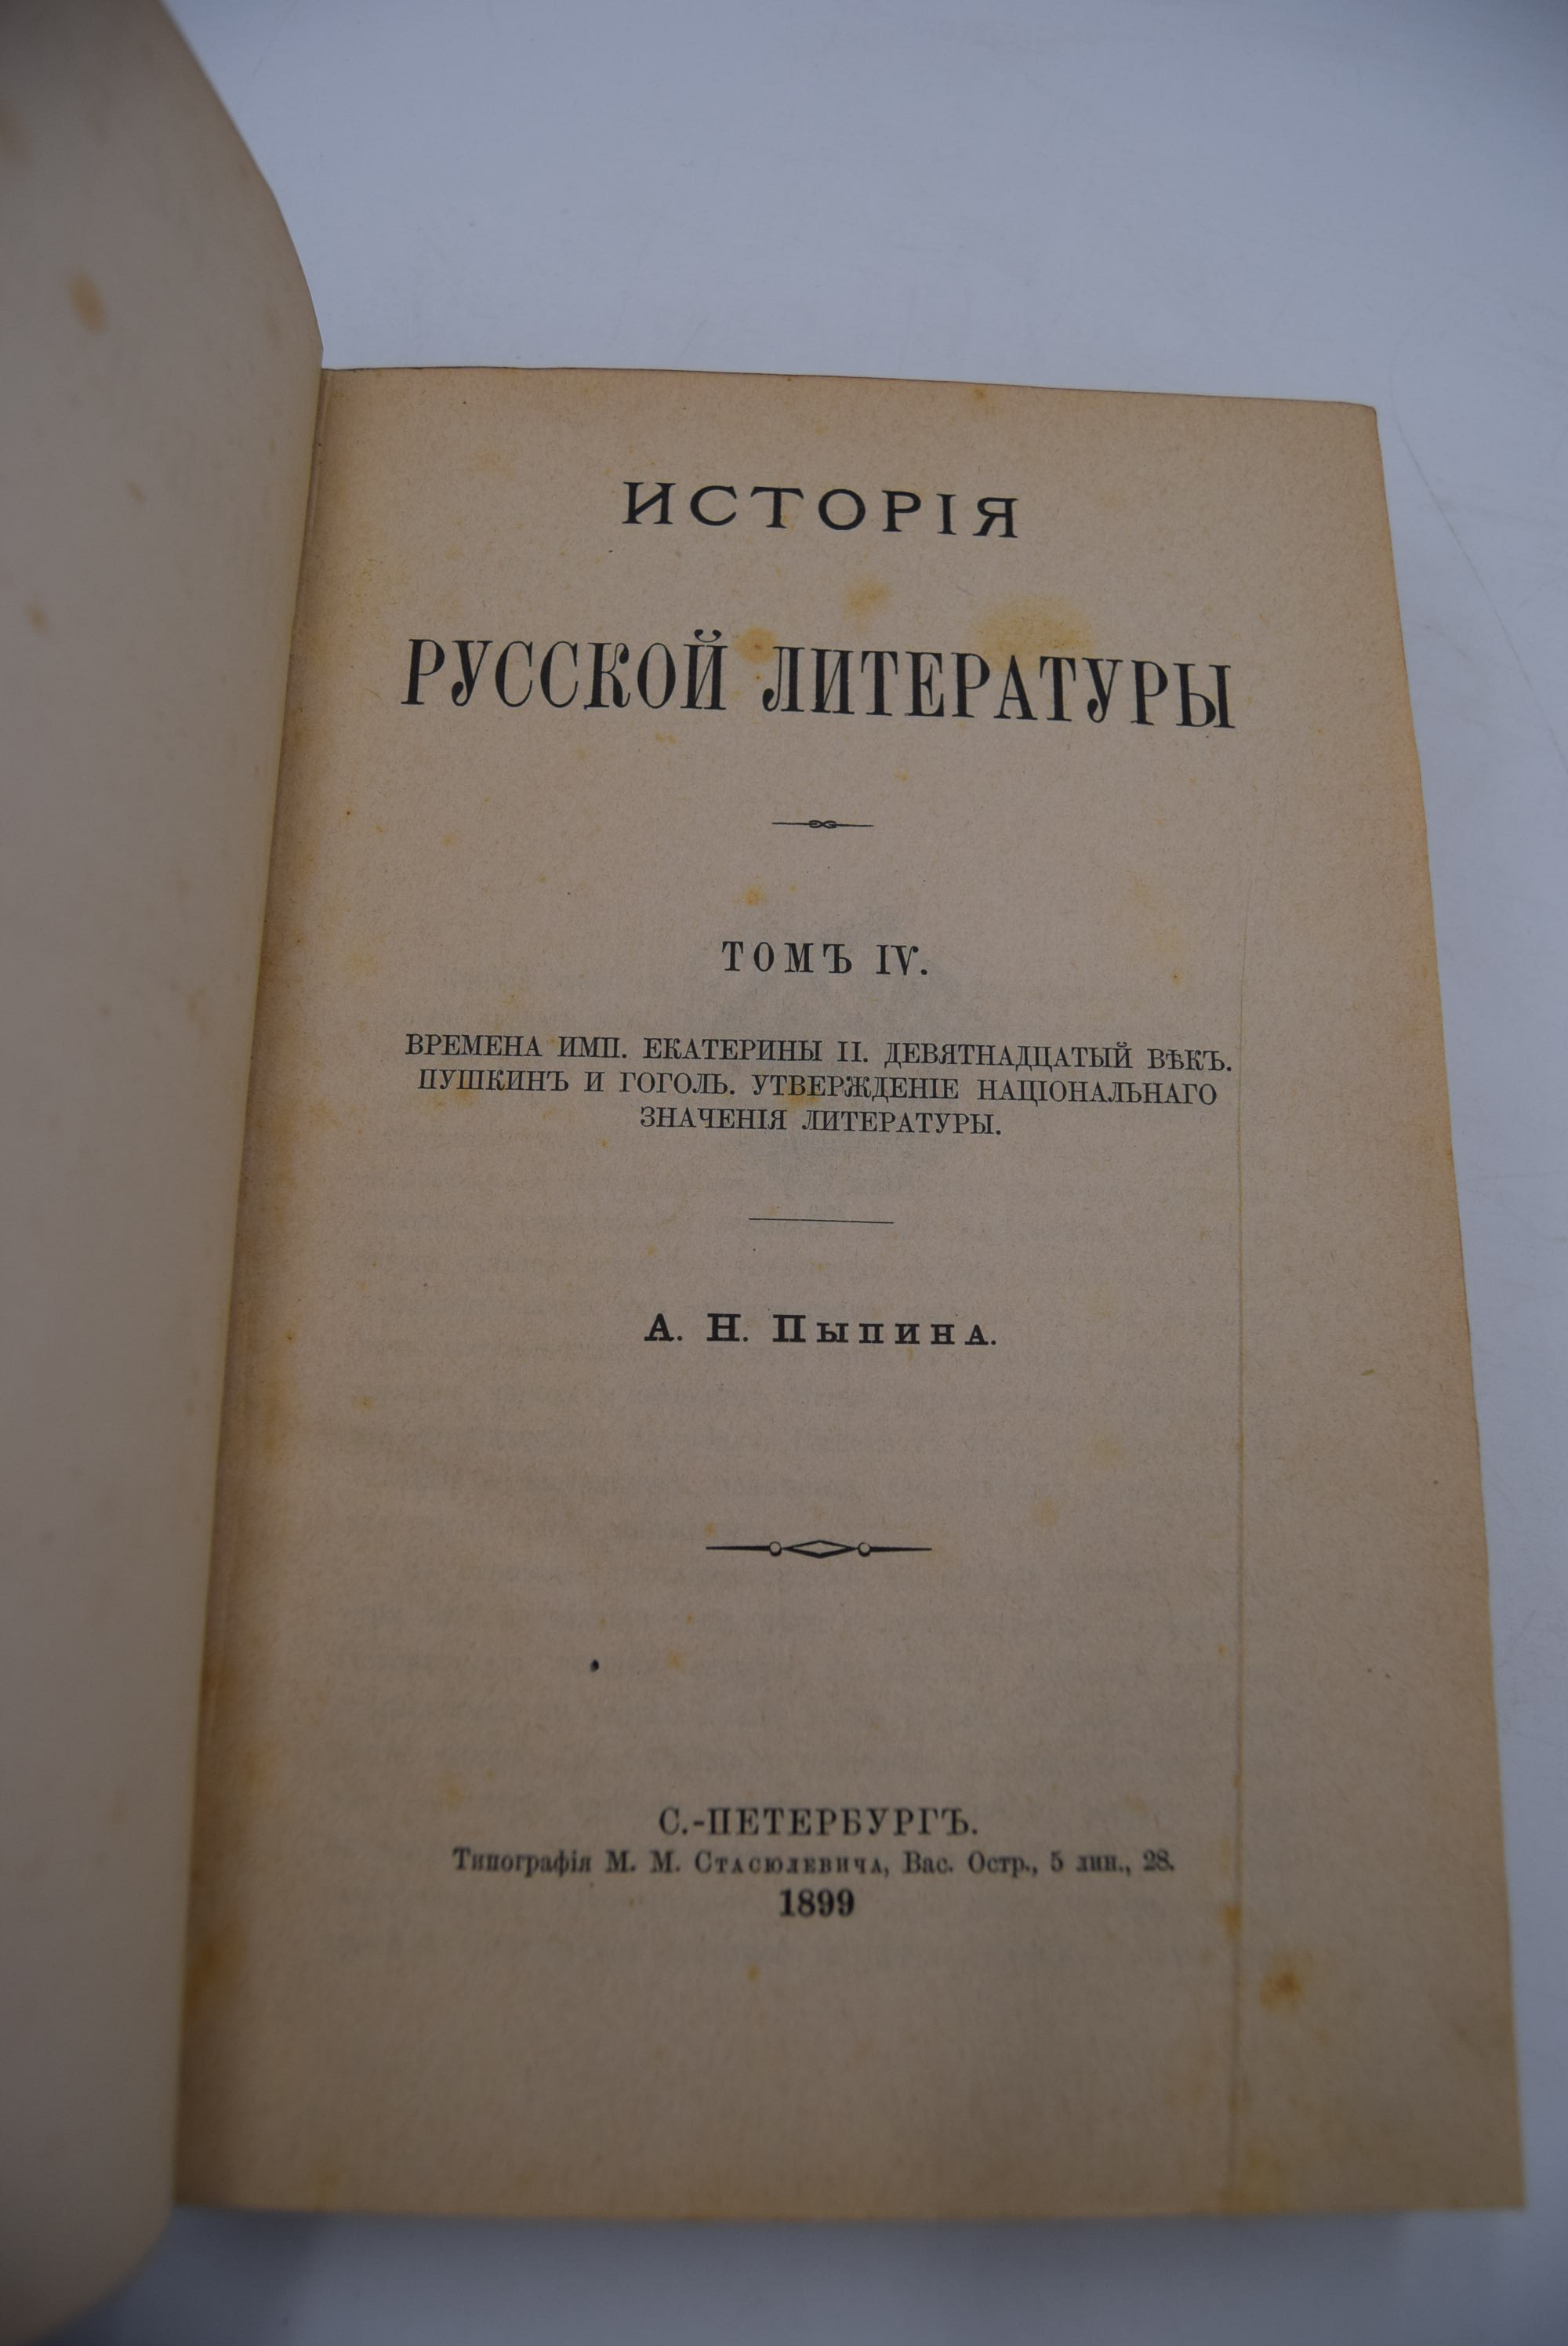 ИСТОРІЯ
РУССКОЙ ЛИТЕРАТУРЫ
ТОМЪ IV.
ВРЕМЕНА ИМП. ЕКАТЕРИНЫ II. ДЕВЯТНАДЦАТЫЙ ВѢКЪ.
ПУШКИНЪ И ГОГОЛЬ. УТВЕРЖДЕНІЕ НАЦІОНАЛЬНАГО
ЗНАЧЕНІЯ ЛИТЕРАТУРЫ.
А. Н. Пыпина.
С.-ПЕТЕРБУРГЪ.
Типографія М. М. Стасюлевича, Вас. Остр., 5 лин., 28.
1899